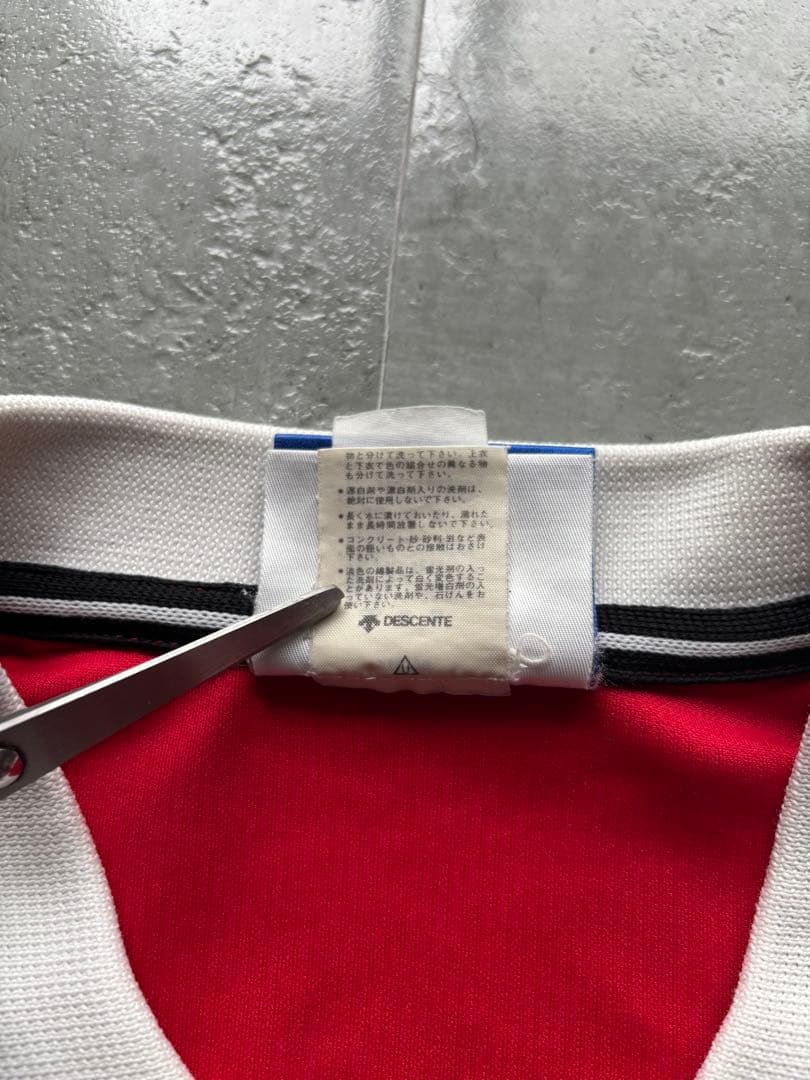 物と分けて洗って下さい。上衣
と下衣で色の組合せの異なる物
も分けて洗って下さい。
●漂白剤や漂白剤入りの洗剤は、
絶対に使用しないで下さい。
●長く水に漬けておいたり、濡れた
まま長時間放置しないで下さい。
●コンクリート・砂・砂利・岩など表
面の粗いものとの接触はおさけ
下さい。
●淡色の綿製品は、蛍光剤の入っ
た洗剤によって白く変色するこ
とがあります。蛍光増白剤の入
っていない洗剤や、石けんをお
使い下さい。
DESCENTE